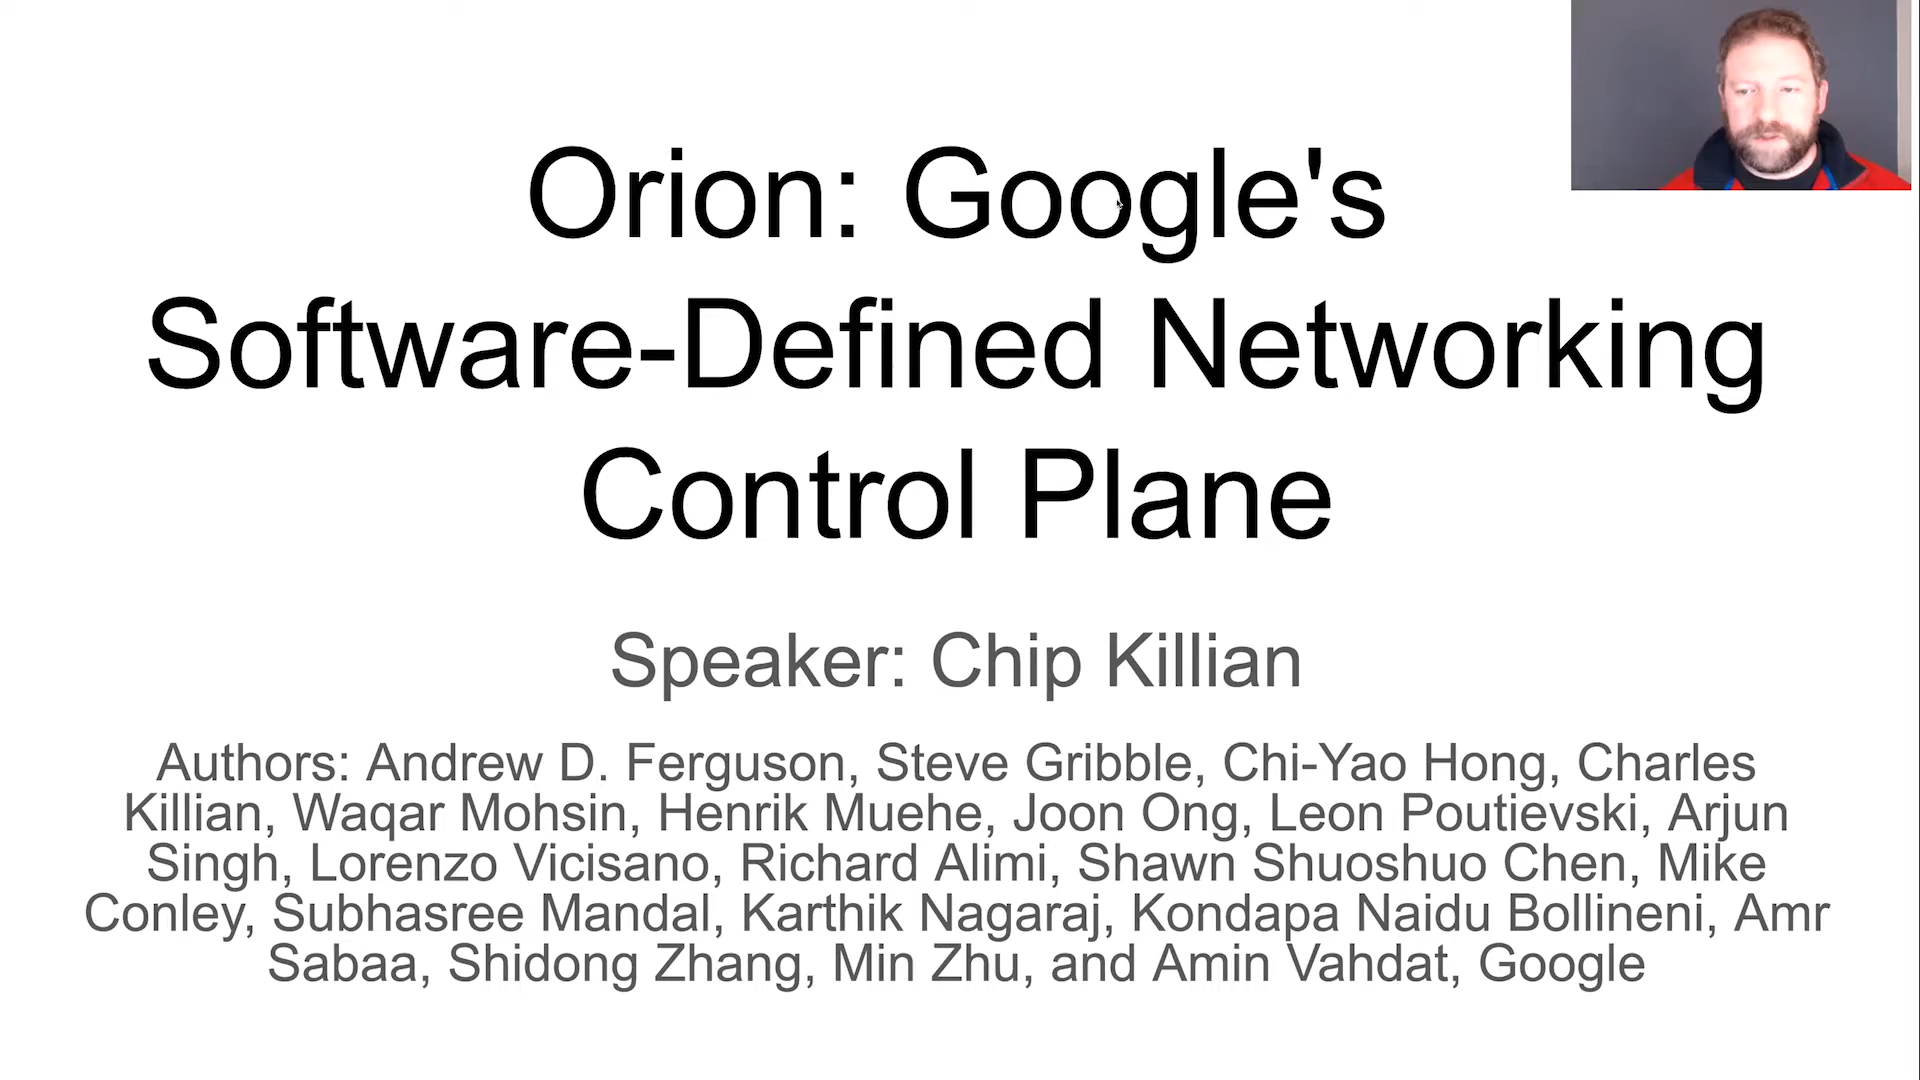 Orion: Google's
Software-Defined Networking
Control Plane
Speaker: Chip Killian
Authors: Andrew D. Ferguson, Steve Gribble, Chi-Yao Hong, Charles
Killian, Waqar Mohsin, Henrik Muehe, Joon Ong, Leon Poutievski, Arjun
Singh, Lorenzo Vicisano, Richard Alimi, Shawn Shuoshuo Chen, Mike
Conley, Subhasree Mandal, Karthik Nagaraj, Kondapa Naidu Bollineni, Amr
Sabaa, Shidong Zhang, Min Zhu, and Amin Vahdat, Google